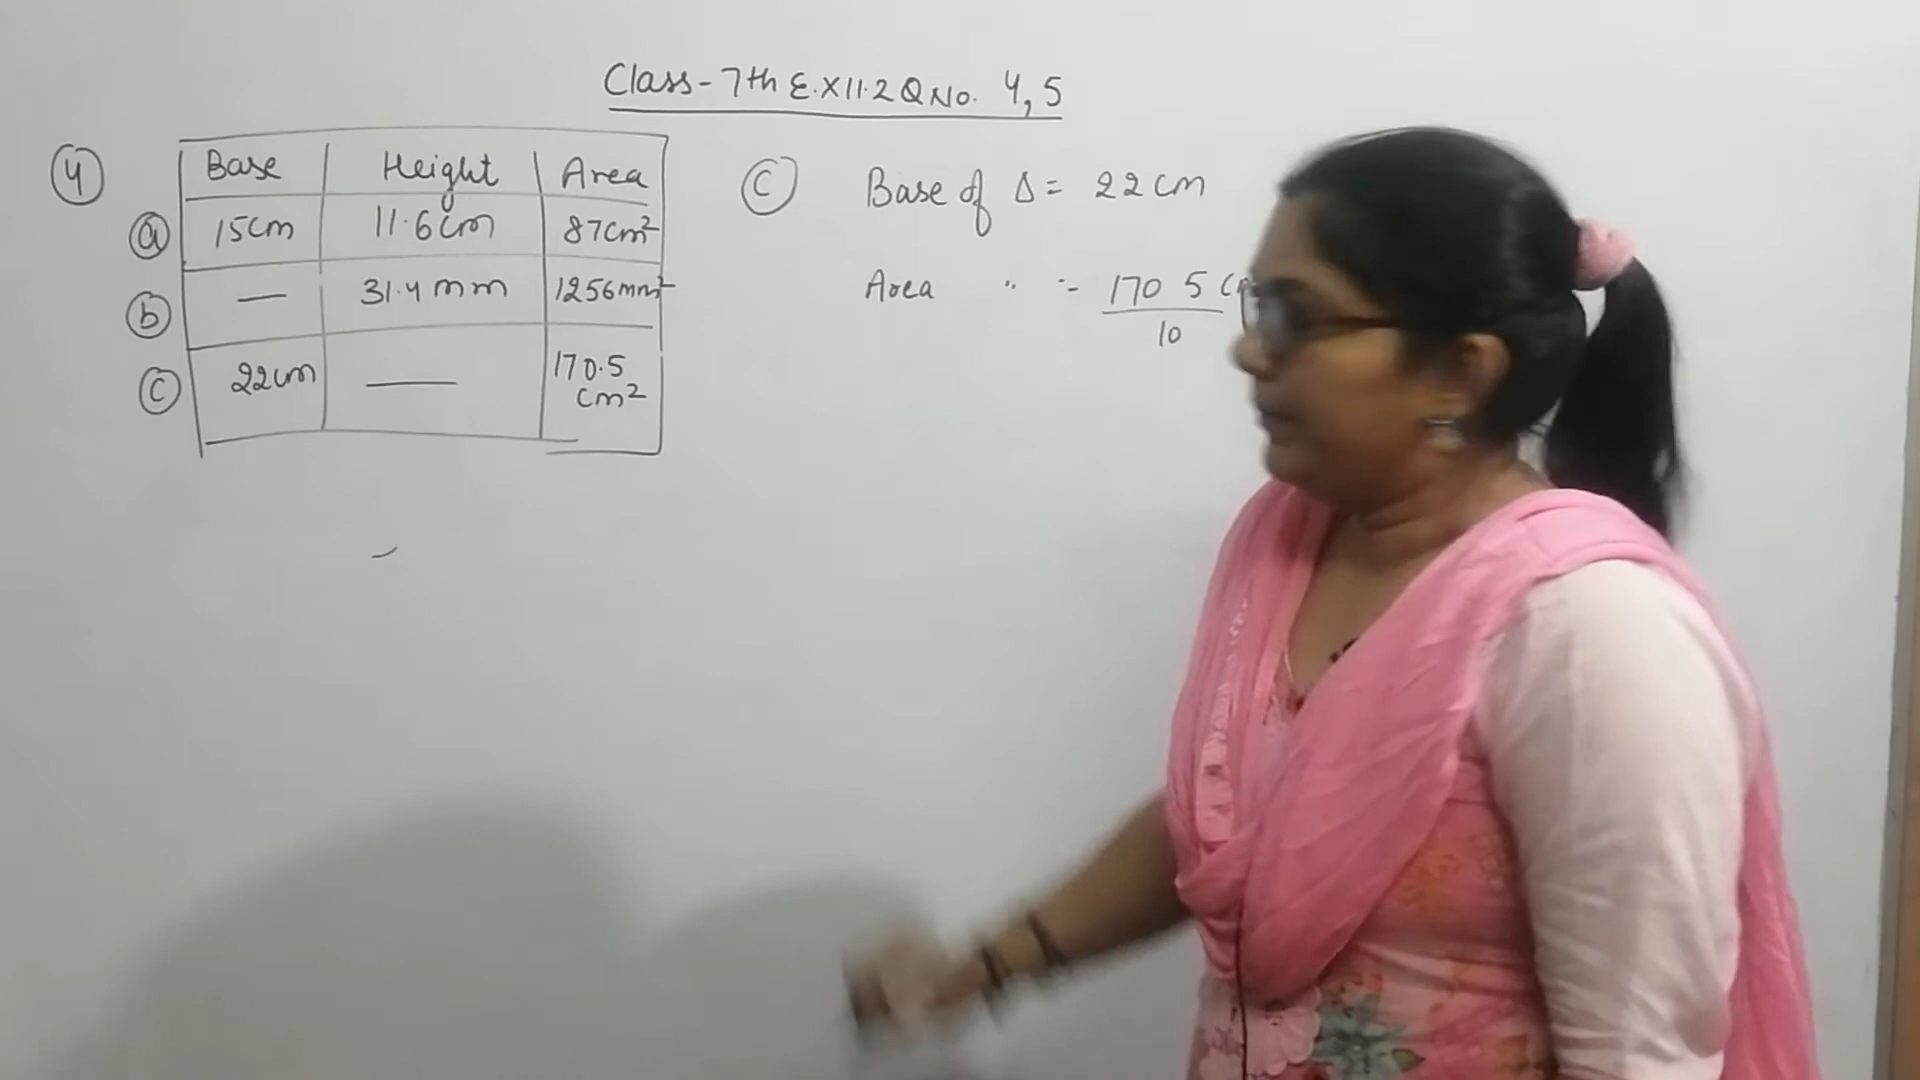 Class - 7th E.X11.2 Q No. 4, 5
4
Base Height Area
a 15cm 11.6cm 87cm²
b — 31.4 mm 1256mm²
c 22cm — 170.5 cm²
C Base of Δ = 22 cm
Area " :- 170 5
10